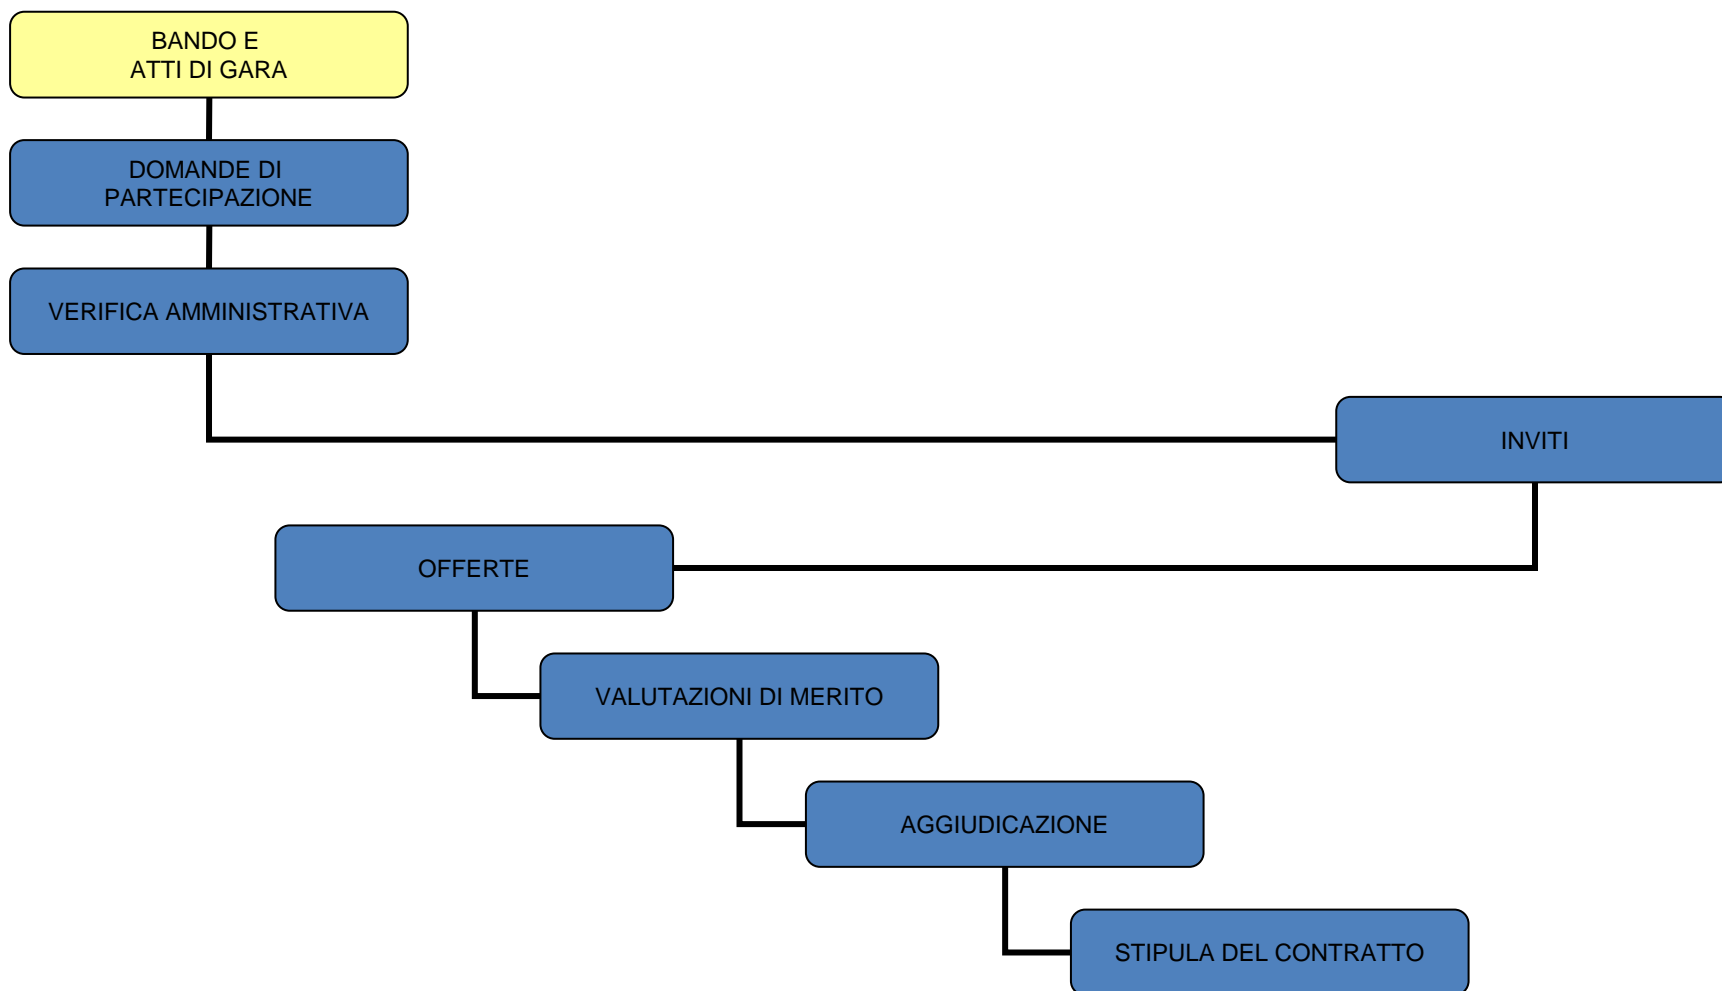 BANDO E
ATTI DI GARA
DOMANDE DI
PARTECIPAZIONE
VERIFICA AMMINISTRATIVA
INVITI
OFFERTE
VALUTAZIONI DI MERITO
AGGIUDICAZIONE
STIPULA DEL CONTRATTO